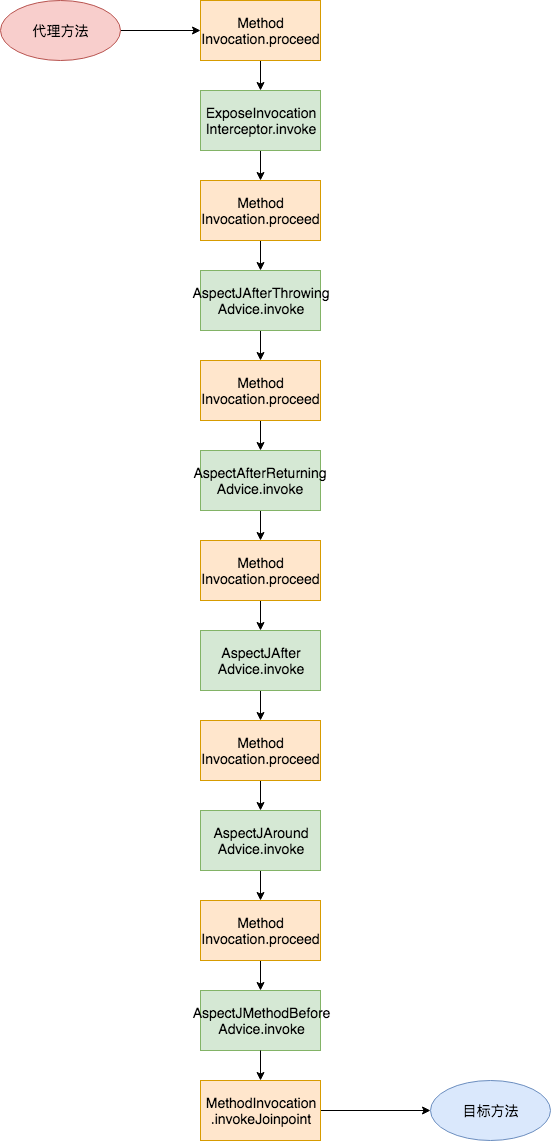 代理方法
Method
Invocation.proceed
ExposeInvocation
Interceptor.invoke
Method
Invocation.proceed
AspectJAfterThrowing
Advice.invoke
Method
Invocation.proceed
AspectAfterReturning
Advice.invoke
Method
Invocation.proceed
AspectJAfter
Advice.invoke
Method
Invocation.proceed
AspectJAround
Advice.invoke
Method
Invocation.proceed
AspectJMethodBefore
Advice.invoke
MethodInvocation
.invokeJoinpoint
目标方法